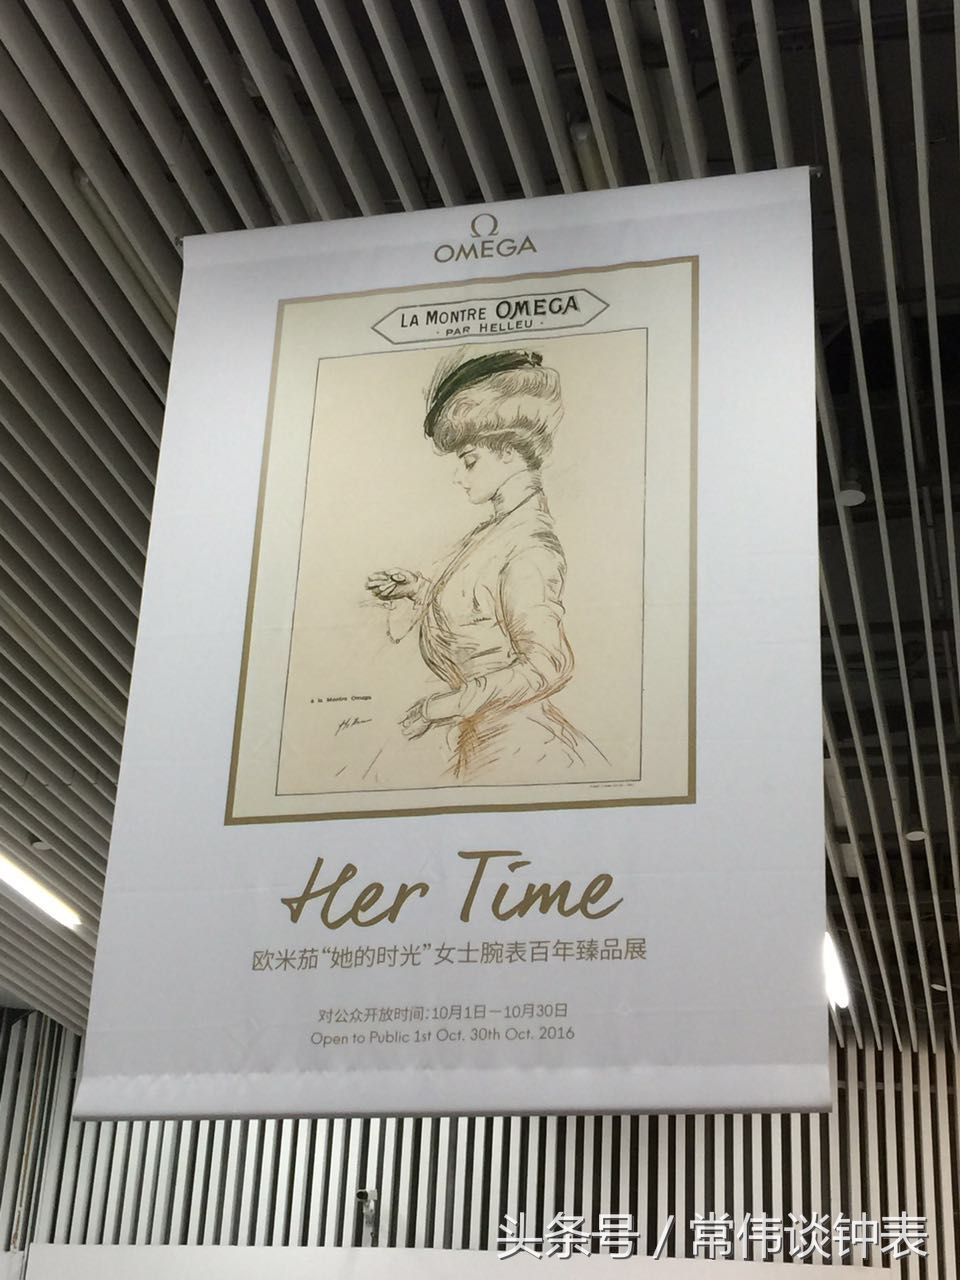 Ω
OMEGA
LA MONTRE OMEGA
· PAR HELLEU ·
à la Montre Omega
Helleu
Her Time
欧米茄“她的时光”女士腕表百年臻品展
对公众开放时间:10月1日－10月30日
Open to Public 1st Oct. 30th Oct. 2016
头条号 / 常伟谈钟表